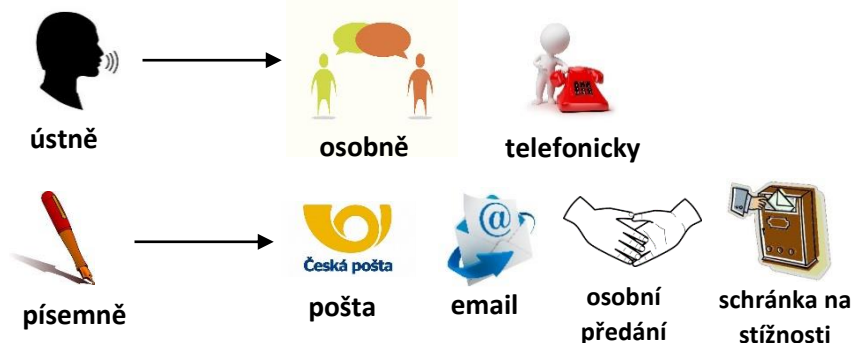 ústně
osobně
telefonicky
Česká pošta
@
písemně
pošta
email
osobní
předání
schránka na
stížnosti